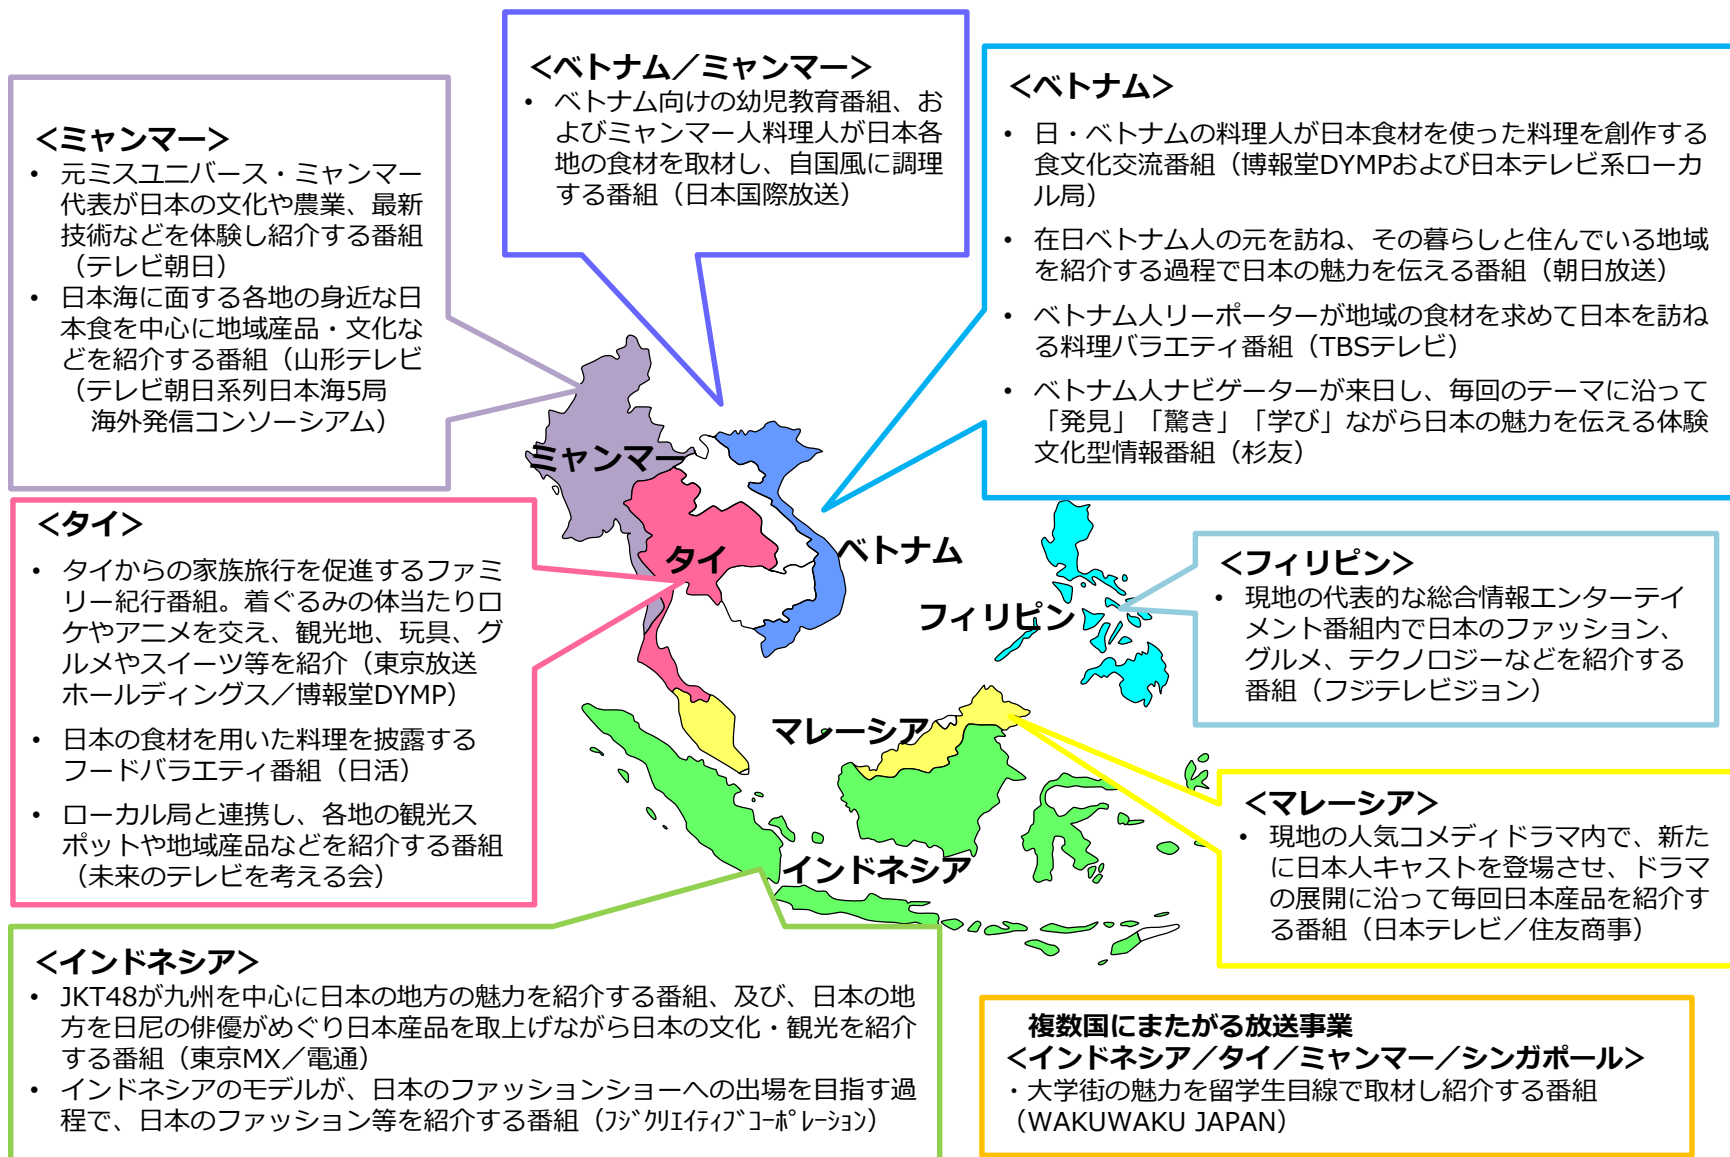 <ベトナム／ミャンマー>
• ベトナム向けの幼児教育番組、お
よびミャンマー人料理人が日本各
地の食材を取材し、自国風に調理
する番組（日本国際放送）
<ミャンマー>
• 元ミスユニバース・ミャンマー
代表が日本の文化や農業、最新
技術などを体験し紹介する番組
（テレビ朝日）
• 日本海に面する各地の身近な日
本食を中心に地域産品・文化な
どを紹介する番組（山形テレビ
（テレビ朝日系列日本海5局
海外発信コンソーシアム）
<ベトナム>
• 日・ベトナムの料理人が日本食材を使った料理を創作する
食文化交流番組（博報堂DYMPおよび日本テレビ系ローカ
ル局）
• 在日ベトナム人の元を訪ね、その暮らしと住んでいる地域
を紹介する過程で日本の魅力を伝える番組（朝日放送）
• ベトナム人リーポーターが地域の食材を求めて日本を訪ね
る料理バラエティ番組（TBSテレビ）
• ベトナム人ナビゲーターが来日し、毎回のテーマに沿って
「発見」「驚き」「学び」ながら日本の魅力を伝える体験
文化型情報番組（杉友）
ミャンマー
タイ
ベトナム
フィリピン
マレーシア
インドネシア
<タイ>
• タイからの家族旅行を促進するファミ
リー紀行番組。着ぐるみの体当たりロ
ケやアニメを交え、観光地、玩具、グ
ルメやスイーツ等を紹介（東京放送
ホールディングス／博報堂DYMP）
• 日本の食材を用いた料理を披露する
フードバラエティ番組（日活）
• ローカル局と連携し、各地の観光ス
ポットや地域産品などを紹介する番組
（未来のテレビを考える会）
<フィリピン>
• 現地の代表的な総合情報エンターテイ
メント番組内で日本のファッション、
グルメ、テクノロジーなどを紹介する
番組（フジテレビジョン）
<マレーシア>
• 現地の人気コメディドラマ内で、新た
に日本人キャストを登場させ、ドラマ
の展開に沿って毎回日本産品を紹介す
る番組（日本テレビ／住友商事）
<インドネシア>
• JKT48が九州を中心に日本の地方の魅力を紹介する番組、及び、日本の地
方を日尼の俳優がめぐり日本産品を取上げながら日本の文化・観光を紹介
する番組（東京MX／電通）
• インドネシアのモデルが、日本のファッションショーへの出場を目指す過
程で、日本のファッション等を紹介する番組（ﾌｼﾞｸﾘｴｲﾃｨﾌﾞｺｰﾎﾟﾚｰｼｮﾝ）
複数国にまたがる放送事業
<インドネシア／タイ／ミャンマー／シンガポール>
・大学街の魅力を留学生目線で取材し紹介する番組
（WAKUWAKU JAPAN）